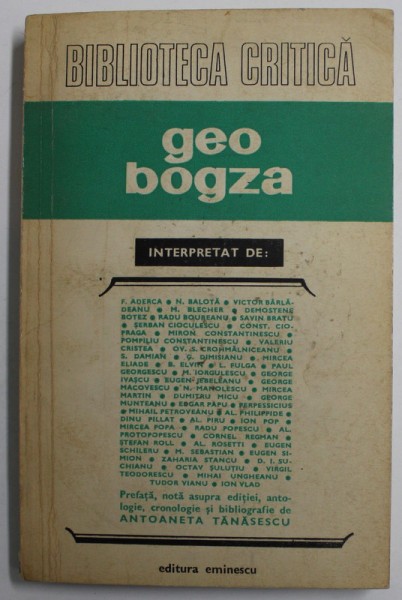 BIBLIOTECA CRITICĂ
geo
bogza
INTERPRETAT DE:
F. ADERCA ● N. BALOTĂ ● VICTOR BÂRLĂ-
DEANU ● M. BLECHER ● DEMOSTENE
BOTEZ ● RADU BOUREANU ● SAVIN BRATU
● ȘERBAN CIOCULESCU ● CONST. CIO-
PRAGA ● MIRON CONSTANTINESCU ●
POMPILIU CONSTANTINESCU ● VALERIU
CRISTEA ● OV. S. CROHMĂLNICEANU ●
S. DAMIAN ● G. DIMISIANU ● MIRCEA
ELIADE ● B. ELVIN ● L. FULGA ● PAUL
GEORGESCU ● M. IORGULESCU ● GEORGE
IVAȘCU ● EUGEN JEBELEANU ● GEORGE
MACOVESCU ● N. MANOLESCU ● MIRCEA
MARTIN ● DUMITRU MICU ● GEORGE
MUNTEANU ● EDGAR PAPU ● PERPESSICIUS
● MIHAIL PETROVEANU ● AL. PHILIPPIDE ●
DINU PILLAT ● AL. PIRU ● ION POP ●
MIRCEA POPA ● RADU POPESCU ● AL.
PROTOPOPESCU ● CORNEL REGMAN ●
STEFAN ROLL ● AL. ROSETTI ● EUGEN
SCHILERU ● M. SEBASTIAN ● EUGEN SI-
MION ● ZAHARIA STANCU ● D. I. SU-
CHIANU ● OCTAV ȘULUȚIU ● VIRGIL
TEODORESCU ● MIHAI UNGHEANU ●
TUDOR VIANU ● ION VLAD
Prefață, notă asupra ediției, anto-
logie, cronologie și bibliografie de
ANTOANETA TĂNĂSESCU
editura eminescu